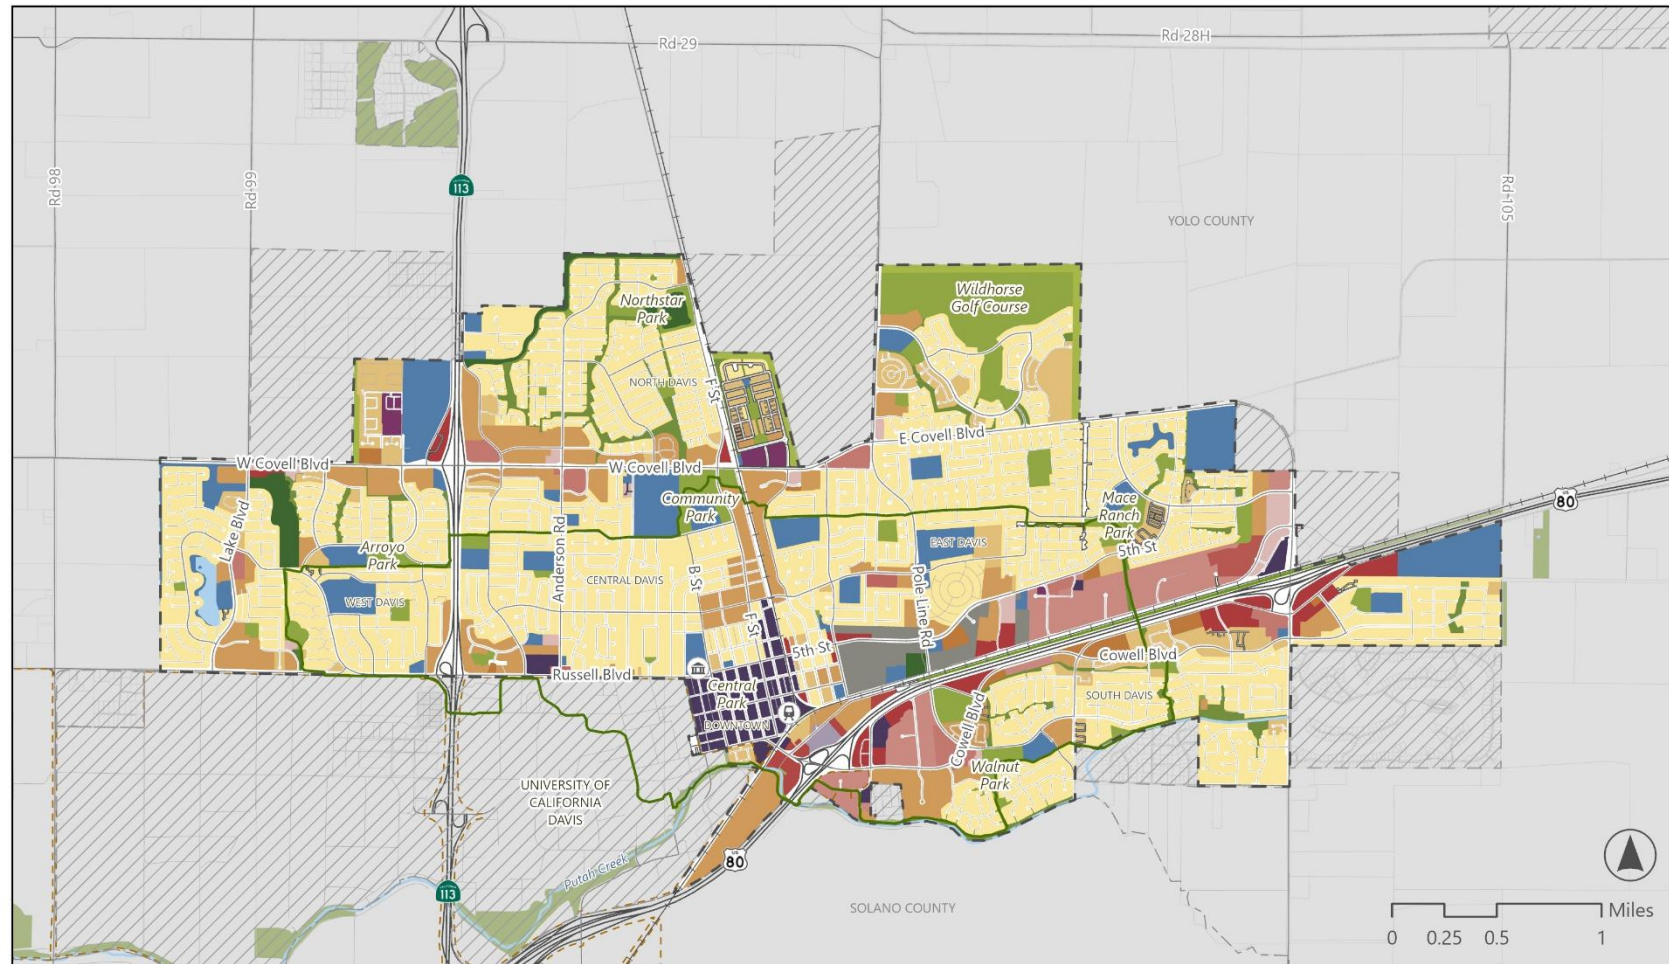 Rd 29
Rd 28H
Rd 98
Rd 99
113
Rd 105
YOLO COUNTY
Wildhorse
Golf Course
Northstar
Park
NORTH DAVIS
F St
E Covell Blvd
W Covell Blvd
W Covell Blvd
US
80
Community
Park
Mace
Ranch
Park
Lake Blvd
Arroyo
Park
Anderson Rd
EAST DAVIS
5th St
CENTRAL DAVIS
B St
Pole Line Rd
WEST DAVIS
F St
5th St
Cowell Blvd
Russell Blvd
Central
Park
DOWNTOWN
SOUTH DAVIS
Cowell Blvd
Walnut
Park
UNIVERSITY OF
CALIFORNIA
DAVIS
US
80
Putah Creek
113
SOLANO COUNTY
Miles
0 0.25 0.5 1